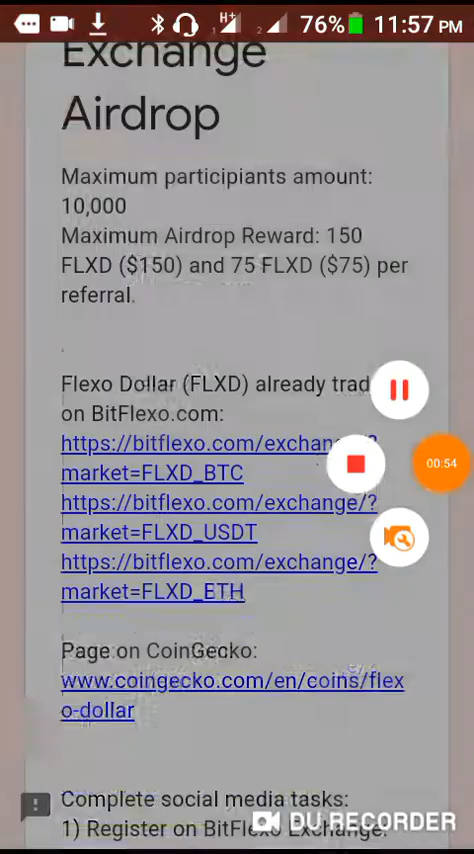 H+
1
2
76%
11:57 PM
Exchange
Airdrop
Maximum participiants amount:
10,000
Maximum Airdrop Reward: 150
FLXD ($150) and 75 FLXD ($75) per
referral.
Flexo Dollar (FLXD) already trad
on BitFlexo.com:
https://bitflexo.com/exchange/?
market=FLXD_BTC
https://bitflexo.com/exchange/?
market=FLXD_USDT
https://bitflexo.com/exchange/?
market=FLXD_ETH
00:54
Page on CoinGecko:
www.coingecko.com/en/coins/flex
o-dollar
Complete social media tasks:
1) Register on BitFlexo Exchange.
DU RECORDER